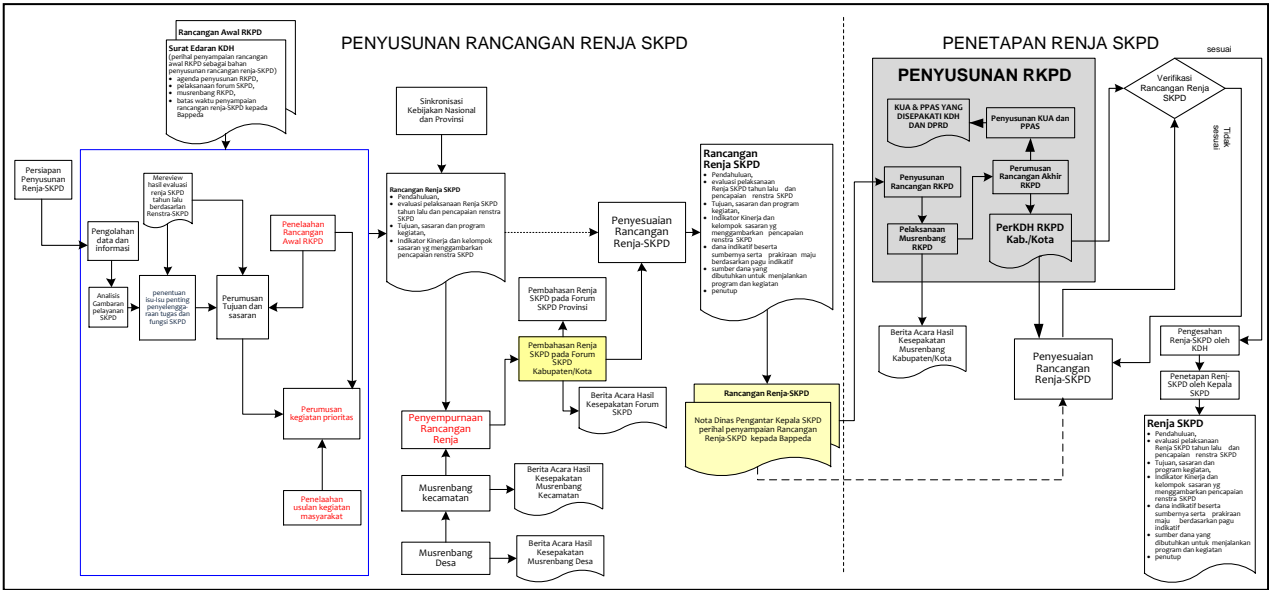 PENYUSUNAN RANCANGAN RENJA SKPD
PENETAPAN RENJA SKPD
Rancangan Awal RKPD
Surat Edaran KDH
(perihal penyampaian rancangan
awal RKPD sebagai bahan
penyusunan rancangan renja-SKPD)
• agenda penyusunan RKPD,
• pelaksanaan forum SKPD,
• musrenbang RKPD,
• batas waktu penyampaian
rancangan renja-SKPD kepada
Bappeda
Persiapan
Penyusunan
Renja-SKPD
Pengolahan
data dan
informasi
Analisis
Gambaran
pelayanan
SKPD
Mereview
hasil evaluasi
renja SKPD
tahun lalu
berdasarlan
Renstra-SKPD
penentuan
isu-isu penting
penyelengga-
raan tugas dan
fungsi SKPD
Perumusan
Tujuan dan
sasaran
Penelaahan
Rancangan
Awal RKPD
Perumusan
kegiatan prioritas
Penelaahan
usulan kegiatan
masyarakat
Sinkronisasi
Kebijakan Nasional
dan Provinsi
Rancangan Renja SKPD
• Pendahuluan,
• evaluasi pelaksanaan Renja SKPD
tahun lalu dan pencapaian renstra
SKPD
• Tujuan, sasaran dan program
kegiatan,
• Indikator Kinerja dan kelompok
sasaran yg menggambarkan
pencapaian renstra SKPD
Penyempurnaan
Rancangan
Renja
Musrenbang
kecamatan
Musrenbang
Desa
Berita Acara Hasil
Kesepakatan
Musrenbang
Kecamatan
Berita Acara Hasil
Kesepakatan
Musrenbang Desa
Pembahasan Renja
SKPD pada Forum
SKPD Provinsi
Pembahasan Renja
SKPD pada Forum
SKPD
Kabupaten/Kota
Berita Acara Hasil
Kesepakatan Forum
SKPD
Penyesuaian
Rancangan
Renja-SKPD
Rancangan
Renja SKPD
• Pendahuluan,
• evaluasi pelaksanaan
Renja SKPD tahun lalu dan
pencapaian renstra SKPD
• Tujuan, sasaran dan program
kegiatan,
• Indikator Kinerja dan
kelompok sasaran yg
menggambarkan pencapaian
renstra SKPD
• dana indikatif beserta
sumbernya serta prakiraan maju
berdasarkan pagu indikatif
• sumber dana yang
dibutuhkan untuk menjalankan
program dan kegiatan
• penutup
Rancangan Renja-SKPD
Nota Dinas Pengantar Kepala SKPD
perihal penyampaian Rancangan
Renja-SKPD kepada Bappeda
PENYUSUNAN RKPD
KUA & PPAS YANG
DISEPAKATI KDH
DAN DPRD
Penyusunan KUA dan
PPAS
Penyusunan
Rancangan RKPD
Perumusan
Rancangan Akhir
RKPD
Pelaksanaan
Musrenbang
RKPD
PerKDH RKPD
Kab./Kota
Berita Acara Hasil
Kesepakatan
Musrenbang
Kabupaten/Kota
Penyesuaian
Rancangan
Renja-SKPD
Verifikasi
Rancangan Renja
SKPD
sesuai
Tidak
sesuai
Pengesahan
Renja-SKPD oleh
KDH
Penetapan Renj-
SKPD oleh Kepala
SKPD
Renja SKPD
• Pendahuluan,
• evaluasi pelaksanaan
Renja SKPD tahun lalu dan
pencapaian renstra SKPD
• Tujuan, sasaran dan
program kegiatan,
• Indikator Kinerja dan
kelompok sasaran yg
menggambarkan pencapaian
renstra SKPD
• dana indikatif beserta
sumbernya serta prakiraan
maju berdasarkan pagu
indikatif
• sumber dana yang
dibutuhkan untuk menjalankan
program dan kegiatan
• penutup